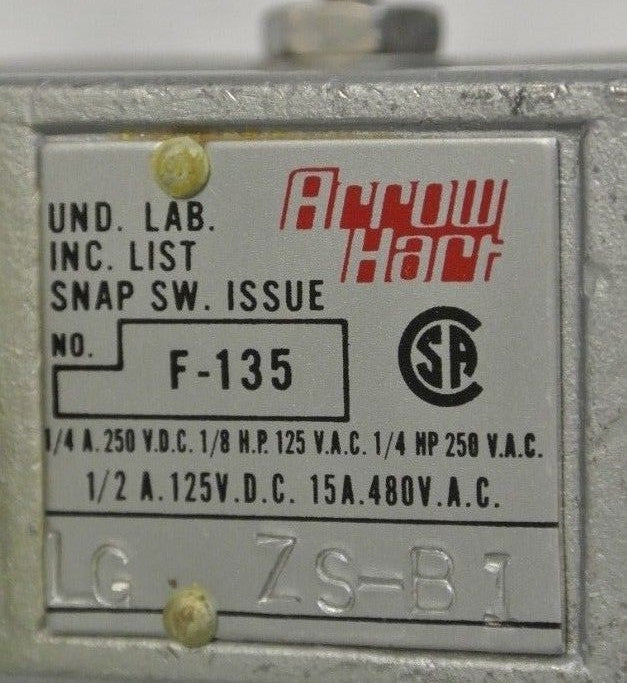 UND. LAB.
INC. LIST
SNAP SW. ISSUE
NO. F-135
Arrow
Hart
CSA
1/4 A. 250 V.D.C. 1/8 H.P. 125 V.A.C. 1/4 HP 250 V.A.C.
1/2 A. 125V.D.C. 15A. 480V.A.C.
LG ZS-B1